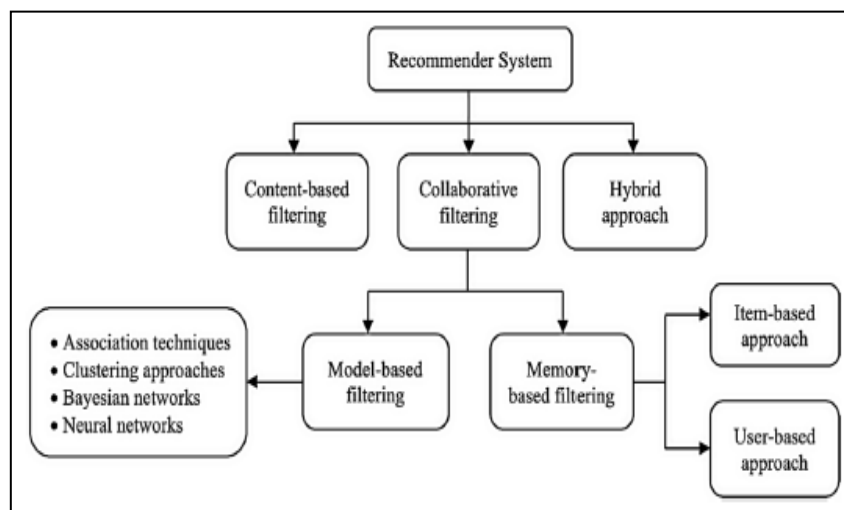 Recommender System
Content-based
filtering
Collaborative
filtering
Hybrid
approach
• Association techniques
• Clustering approaches
• Bayesian networks
• Neural networks
Model-based
filtering
Memory-
based filtering
Item-based
approach
User-based
approach